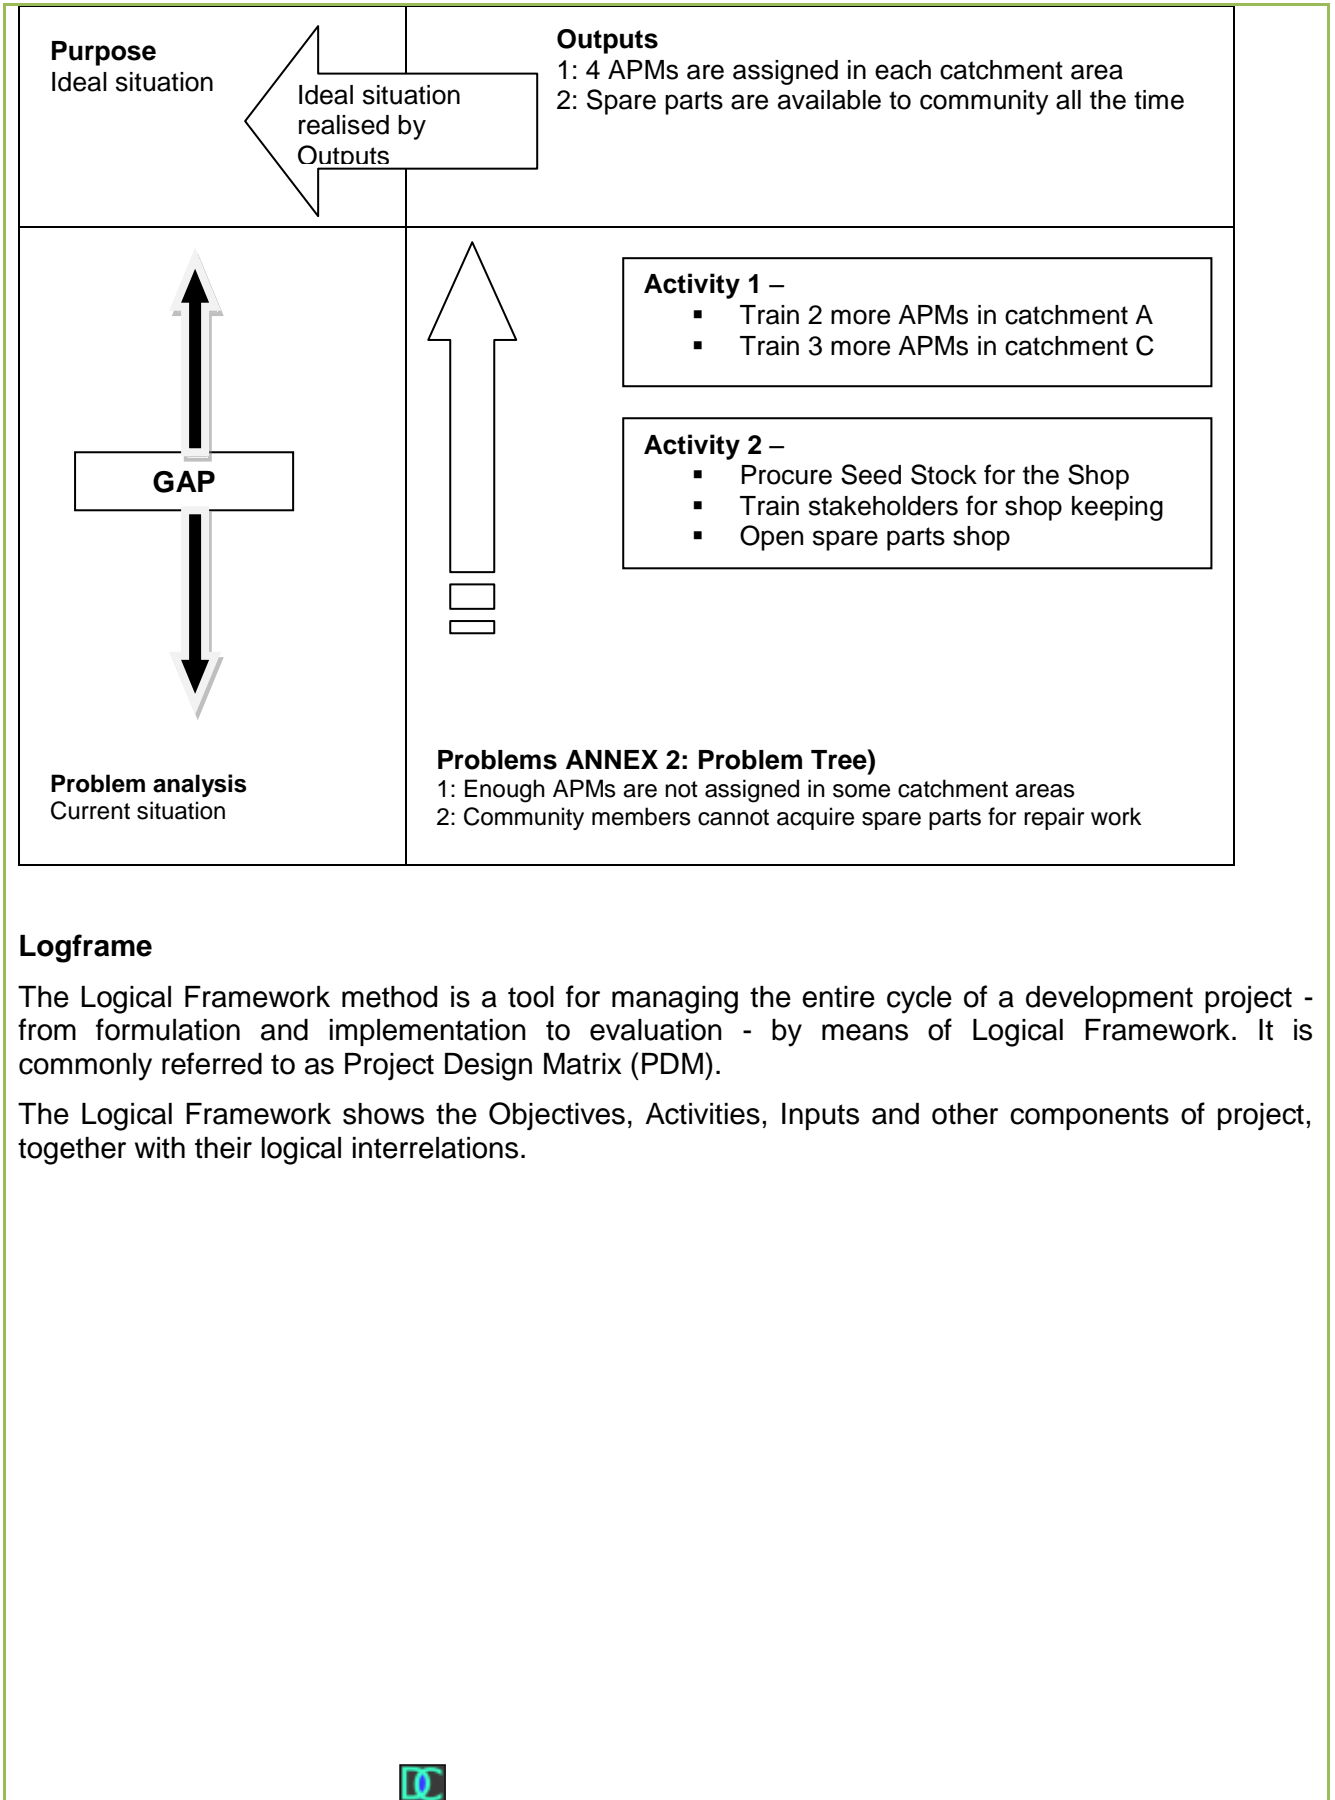 Purpose
Ideal situation
Ideal situation
realised by
Outputs
Outputs
1: 4 APMs are assigned in each catchment area
2: Spare parts are available to community all the time
GAP
Problem analysis
Current situation
Activity 1 –
▪ Train 2 more APMs in catchment A
▪ Train 3 more APMs in catchment C
Activity 2 –
▪ Procure Seed Stock for the Shop
▪ Train stakeholders for shop keeping
▪ Open spare parts shop
Problems ANNEX 2: Problem Tree)
1: Enough APMs are not assigned in some catchment areas
2: Community members cannot acquire spare parts for repair work
Logframe
The Logical Framework method is a tool for managing the entire cycle of a development project -
from formulation and implementation to evaluation - by means of Logical Framework. It is
commonly referred to as Project Design Matrix (PDM).
The Logical Framework shows the Objectives, Activities, Inputs and other components of project,
together with their logical interrelations.
DC